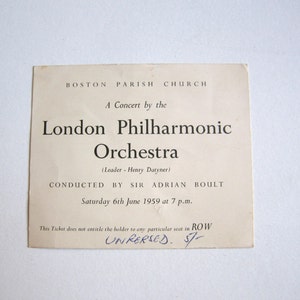 BOSTON PARISH CHURCH
A Concert by the
London Philharmonic
Orchestra
(Leader - Henry Datyner)
CONDUCTED BY SIR ADRIAN BOULT
Saturday 6th June 1959 at 7 p.m.
This Ticket does not entitle the holder to any particular seat in ROW
UNRERSED. 5/-